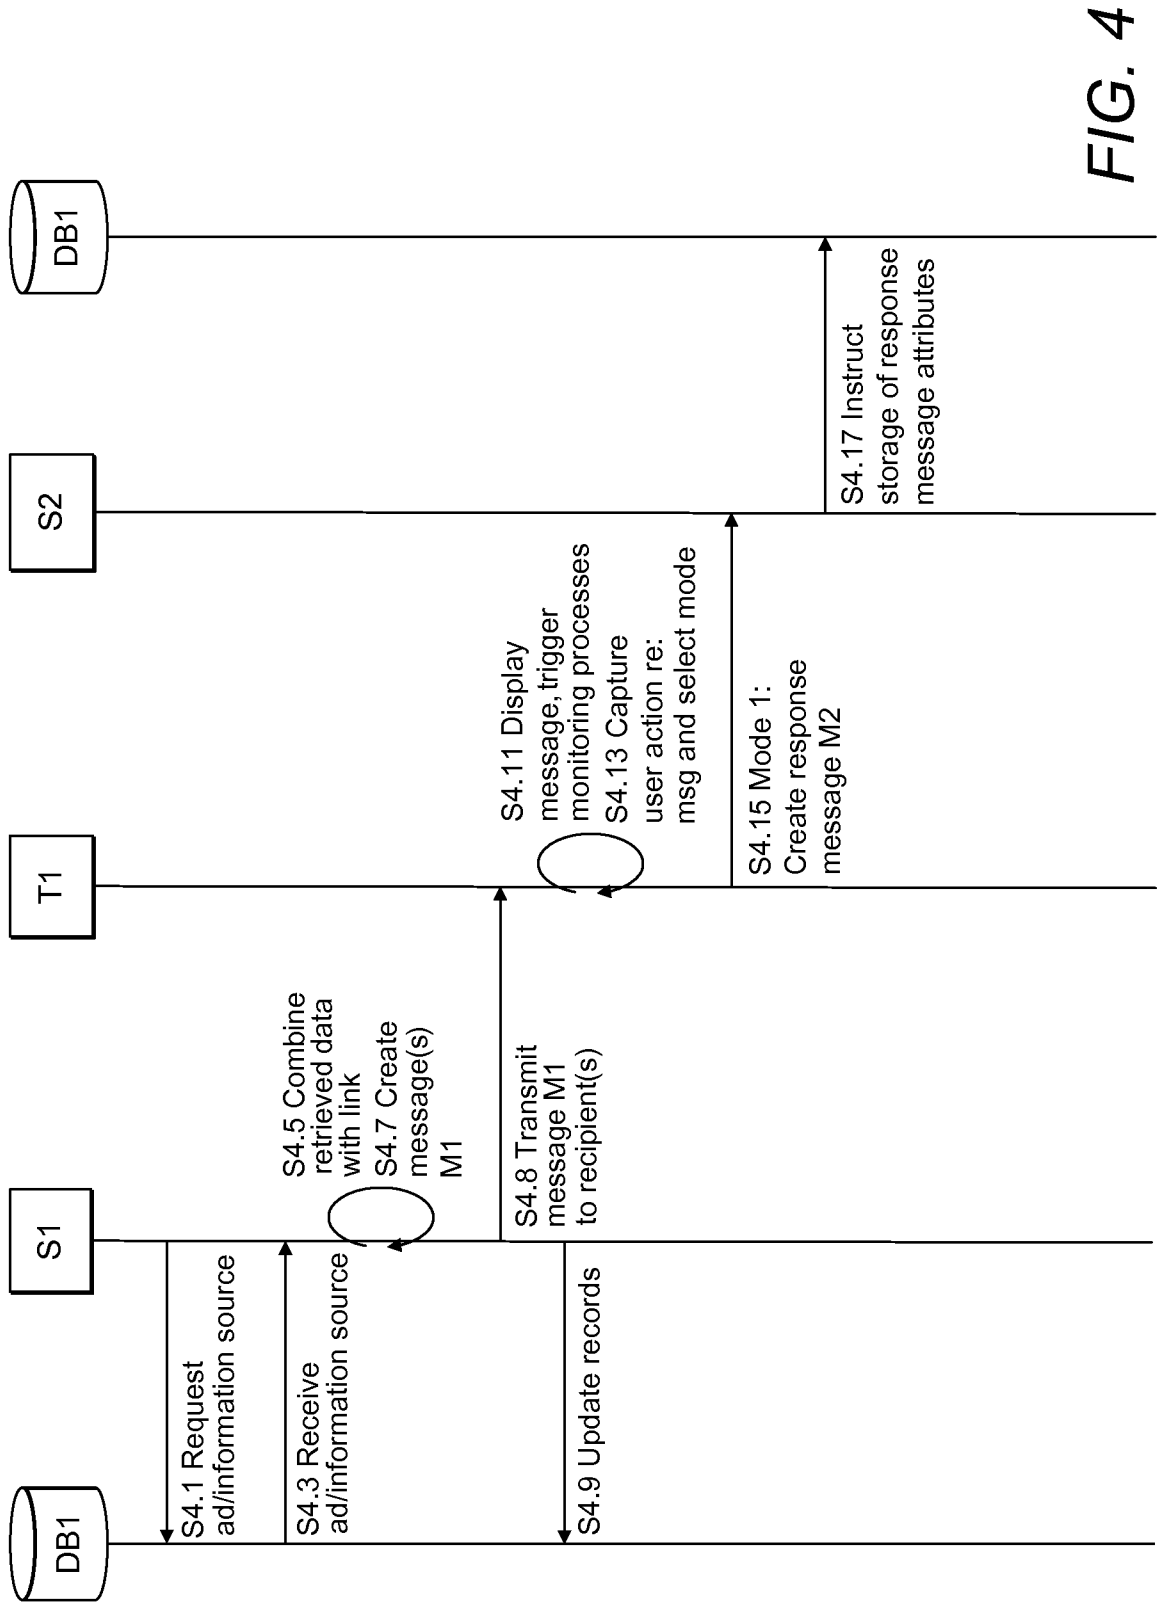 DB1
S1
T1
S2
DB1
S4.1 Request
ad/information source
S4.3 Receive
ad/information source
S4.5 Combine
retrieved data
with link
S4.7 Create
message(s)
M1
S4.8 Transmit
message M1
to recipient(s)
S4.9 Update records
S4.11 Display
message, trigger
monitoring processes
S4.13 Capture
user action re:
msg and select mode
S4.15 Mode 1:
Create response
message M2
S4.17 Instruct
storage of response
message attributes
FIG. 4